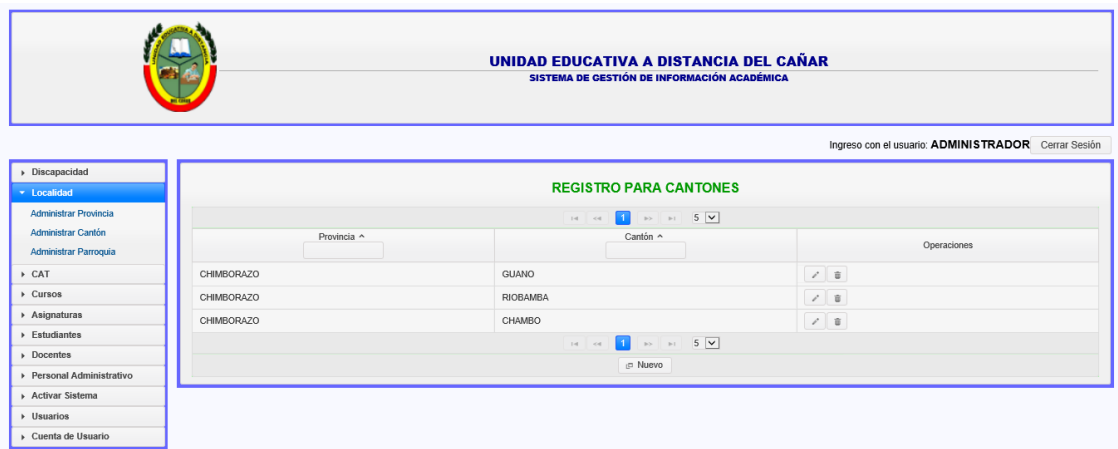 UNIDAD EDUCATIVA A DISTANCIA DEL CAÑAR
SISTEMA DE GESTIÓN DE INFORMACIÓN ACADÉMICA
Ingreso con el usuario: ADMINISTRADOR Cerrar Sesión
Discapacidad
Localidad
Administrar Provincia
Administrar Cantón
Administrar Parroquia
CAT
Cursos
Asignaturas
Estudiantes
Docentes
Personal Administrativo
Activar Sistema
Usuarios
Cuenta de Usuario
REGISTRO PARA CANTONES
1 5
Provincia Cantón Operaciones
CHIMBORAZO GUANO
CHIMBORAZO RIOBAMBA
CHIMBORAZO CHAMBO
1 5
Nuevo